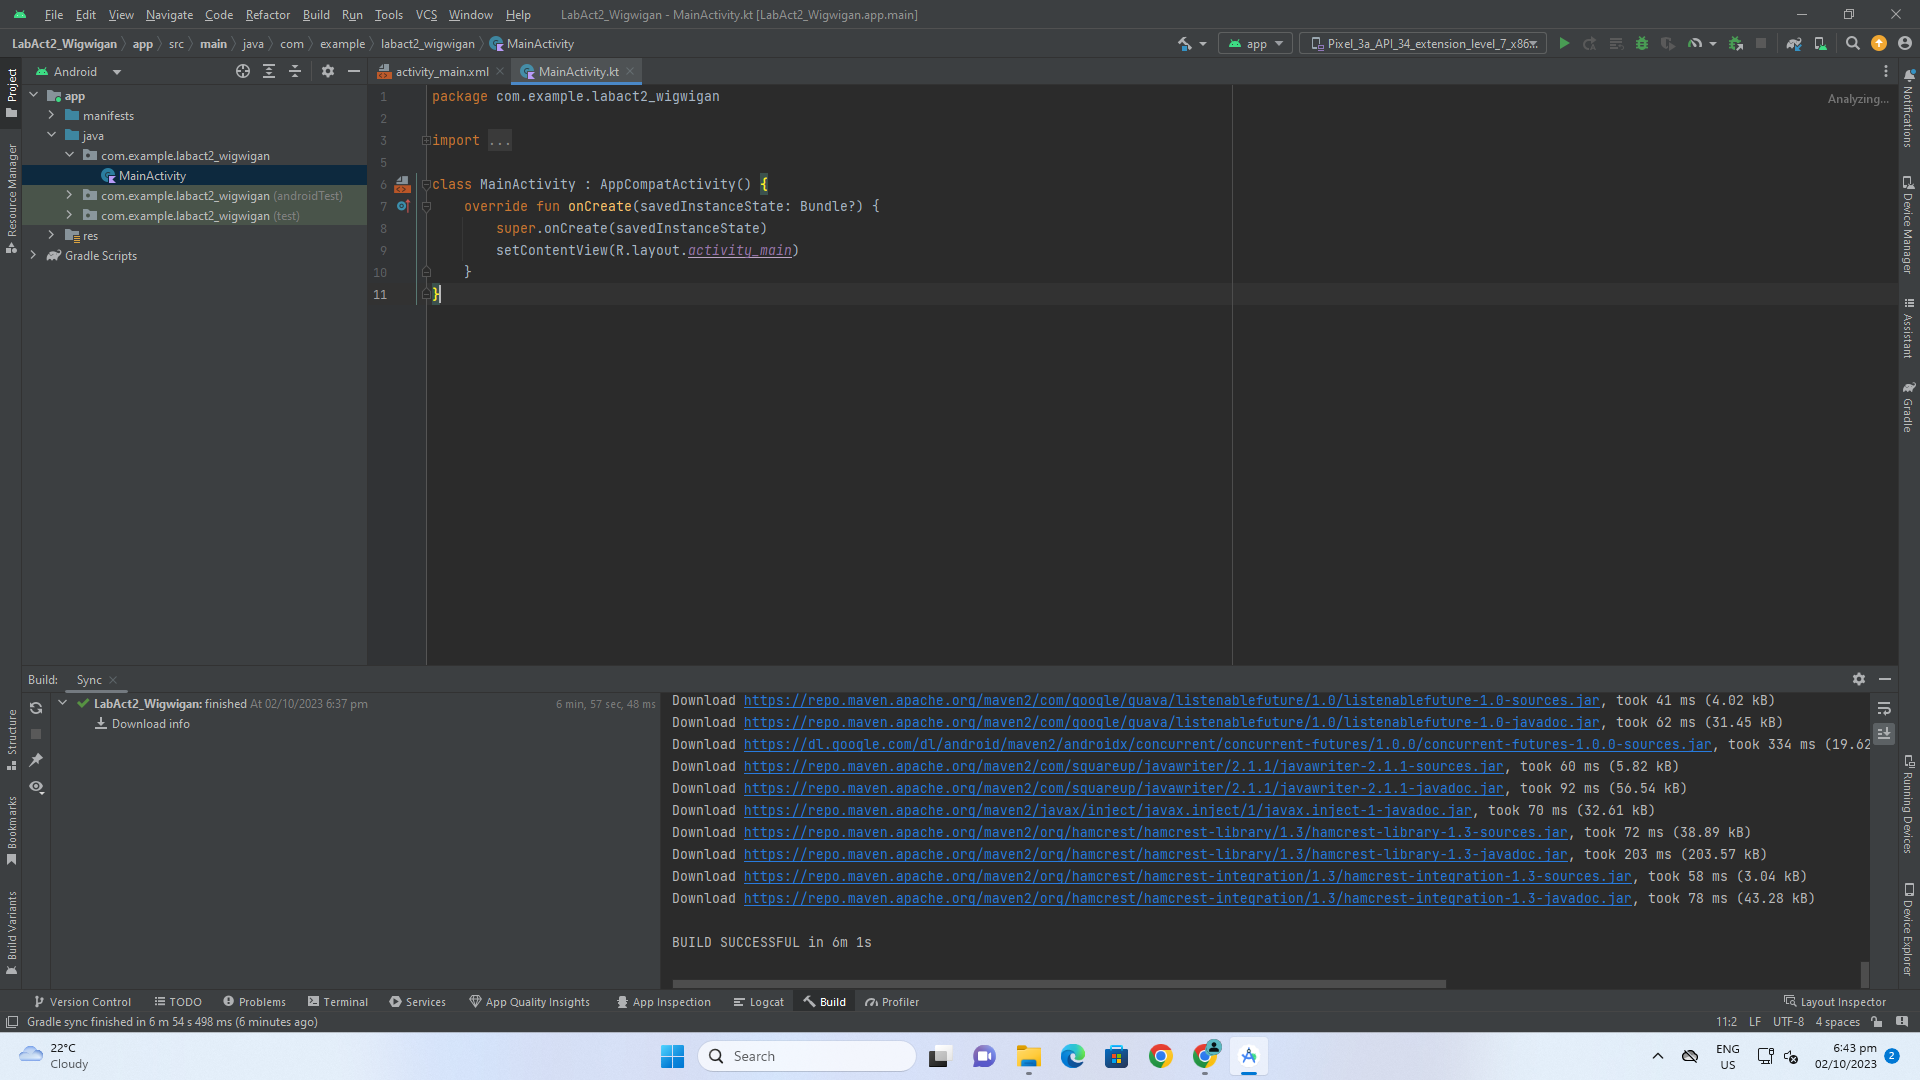 File Edit View Navigate Code Refactor Build Run Tools VCS Window Help LabAct2_Wigwigan - MainActivity.kt [LabAct2_Wigwigan.app.main]
LabAct2_Wigwigan app src main java com example labact2_wigwigan MainActivity app Pixel_3a_API_34_extension_level_7_x86...
Android activity_main.xml MainActivity.kt
Project
Resource Manager
Structure
Bookmarks
Build Variants
app
manifests
java
com.example.labact2_wigwigan
MainActivity
com.example.labact2_wigwigan (androidTest)
com.example.labact2_wigwigan (test)
res
Gradle Scripts
1 package com.example.labact2_wigwigan
2
3 import ...
5
6 class MainActivity : AppCompatActivity() {
7 override fun onCreate(savedInstanceState: Bundle?) {
8 super.onCreate(savedInstanceState)
9 setContentView(R.layout.activity_main)
10 }
11 }
Analyzing...
Notifications
Device Manager
Assistant
Gradle
Running Devices
Device Explorer
Build: Sync
LabAct2_Wigwigan: finished At 02/10/2023 6:37 pm 6 min, 57 sec, 48 ms
Download info
Download https://repo.maven.apache.org/maven2/com/google/guava/listenablefuture/1.0/listenablefuture-1.0-sources.jar, took 41 ms (4.02 kB)
Download https://repo.maven.apache.org/maven2/com/google/guava/listenablefuture/1.0/listenablefuture-1.0-javadoc.jar, took 62 ms (31.45 kB)
Download https://dl.google.com/dl/android/maven2/androidx/concurrent/concurrent-futures/1.0.0/concurrent-futures-1.0.0-sources.jar, took 334 ms (19.62
Download https://repo.maven.apache.org/maven2/com/squareup/javawriter/2.1.1/javawriter-2.1.1-sources.jar, took 60 ms (5.82 kB)
Download https://repo.maven.apache.org/maven2/com/squareup/javawriter/2.1.1/javawriter-2.1.1-javadoc.jar, took 92 ms (56.54 kB)
Download https://repo.maven.apache.org/maven2/javax/inject/javax.inject/1/javax.inject-1-javadoc.jar, took 70 ms (32.61 kB)
Download https://repo.maven.apache.org/maven2/org/hamcrest/hamcrest-library/1.3/hamcrest-library-1.3-sources.jar, took 72 ms (38.89 kB)
Download https://repo.maven.apache.org/maven2/org/hamcrest/hamcrest-library/1.3/hamcrest-library-1.3-javadoc.jar, took 203 ms (203.57 kB)
Download https://repo.maven.apache.org/maven2/org/hamcrest/hamcrest-integration/1.3/hamcrest-integration-1.3-sources.jar, took 58 ms (3.04 kB)
Download https://repo.maven.apache.org/maven2/org/hamcrest/hamcrest-integration/1.3/hamcrest-integration-1.3-javadoc.jar, took 78 ms (43.28 kB)
BUILD SUCCESSFUL in 6m 1s
Version Control TODO Problems Terminal Services App Quality Insights App Inspection Logcat Build Profiler Layout Inspector
Gradle sync finished in 6 m 54 s 498 ms (6 minutes ago) 11:2 LF UTF-8 4 spaces
22°C
Cloudy
Search
ENG
US
6:43 pm
02/10/2023
2